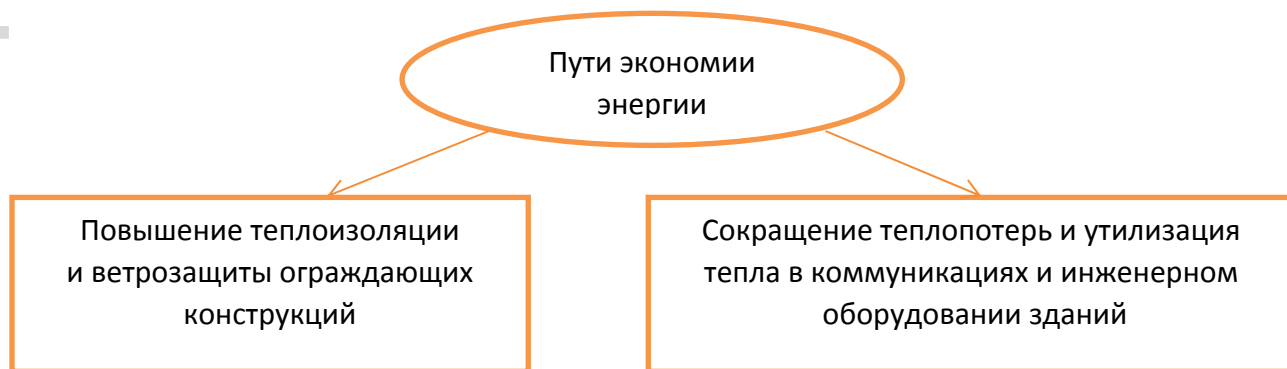 Пути экономии
энергии
Повышение теплоизоляции
и ветрозащиты ограждающих
конструкций
Сокращение теплопотерь и утилизация
тепла в коммуникациях и инженерном
оборудовании зданий